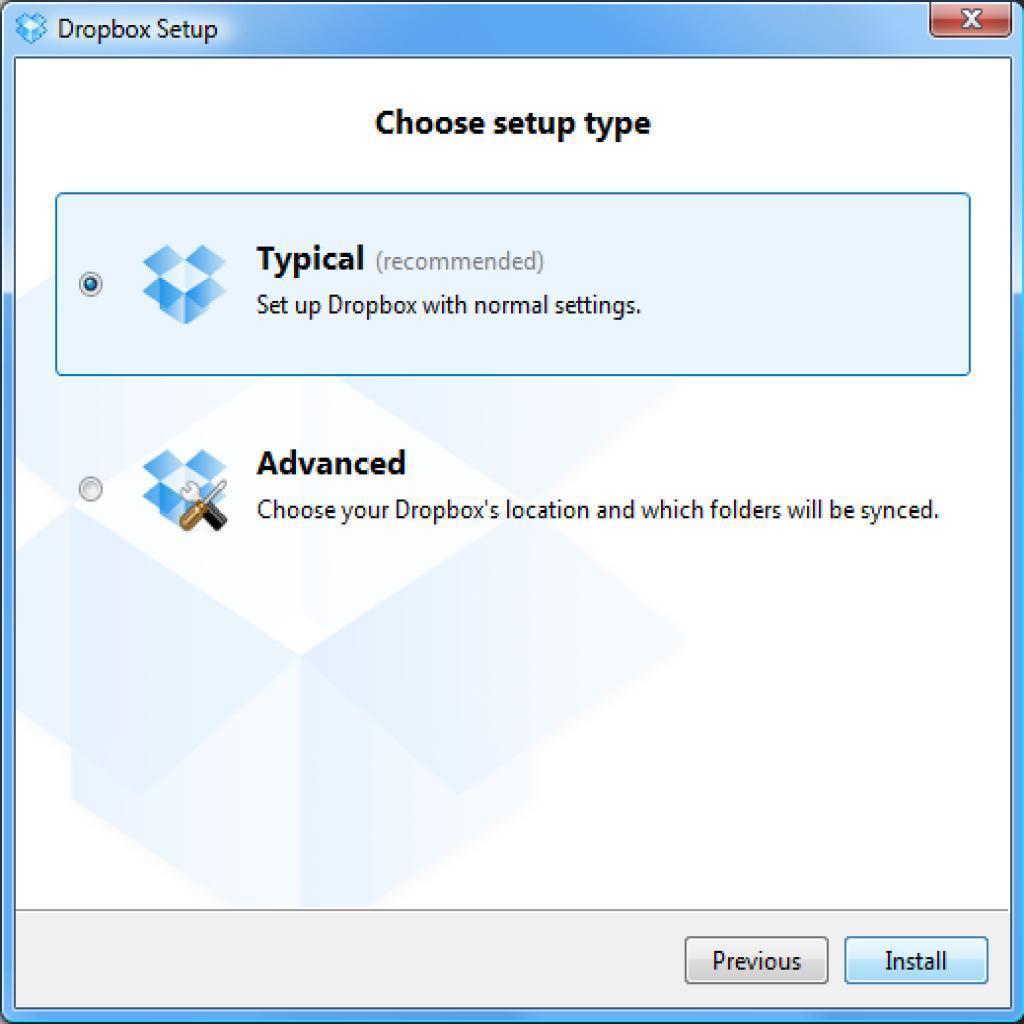 Dropbox Setup
Choose setup type
Typical (recommended)
Set up Dropbox with normal settings.
Advanced
Choose your Dropbox's location and which folders will be synced.
Previous
Install